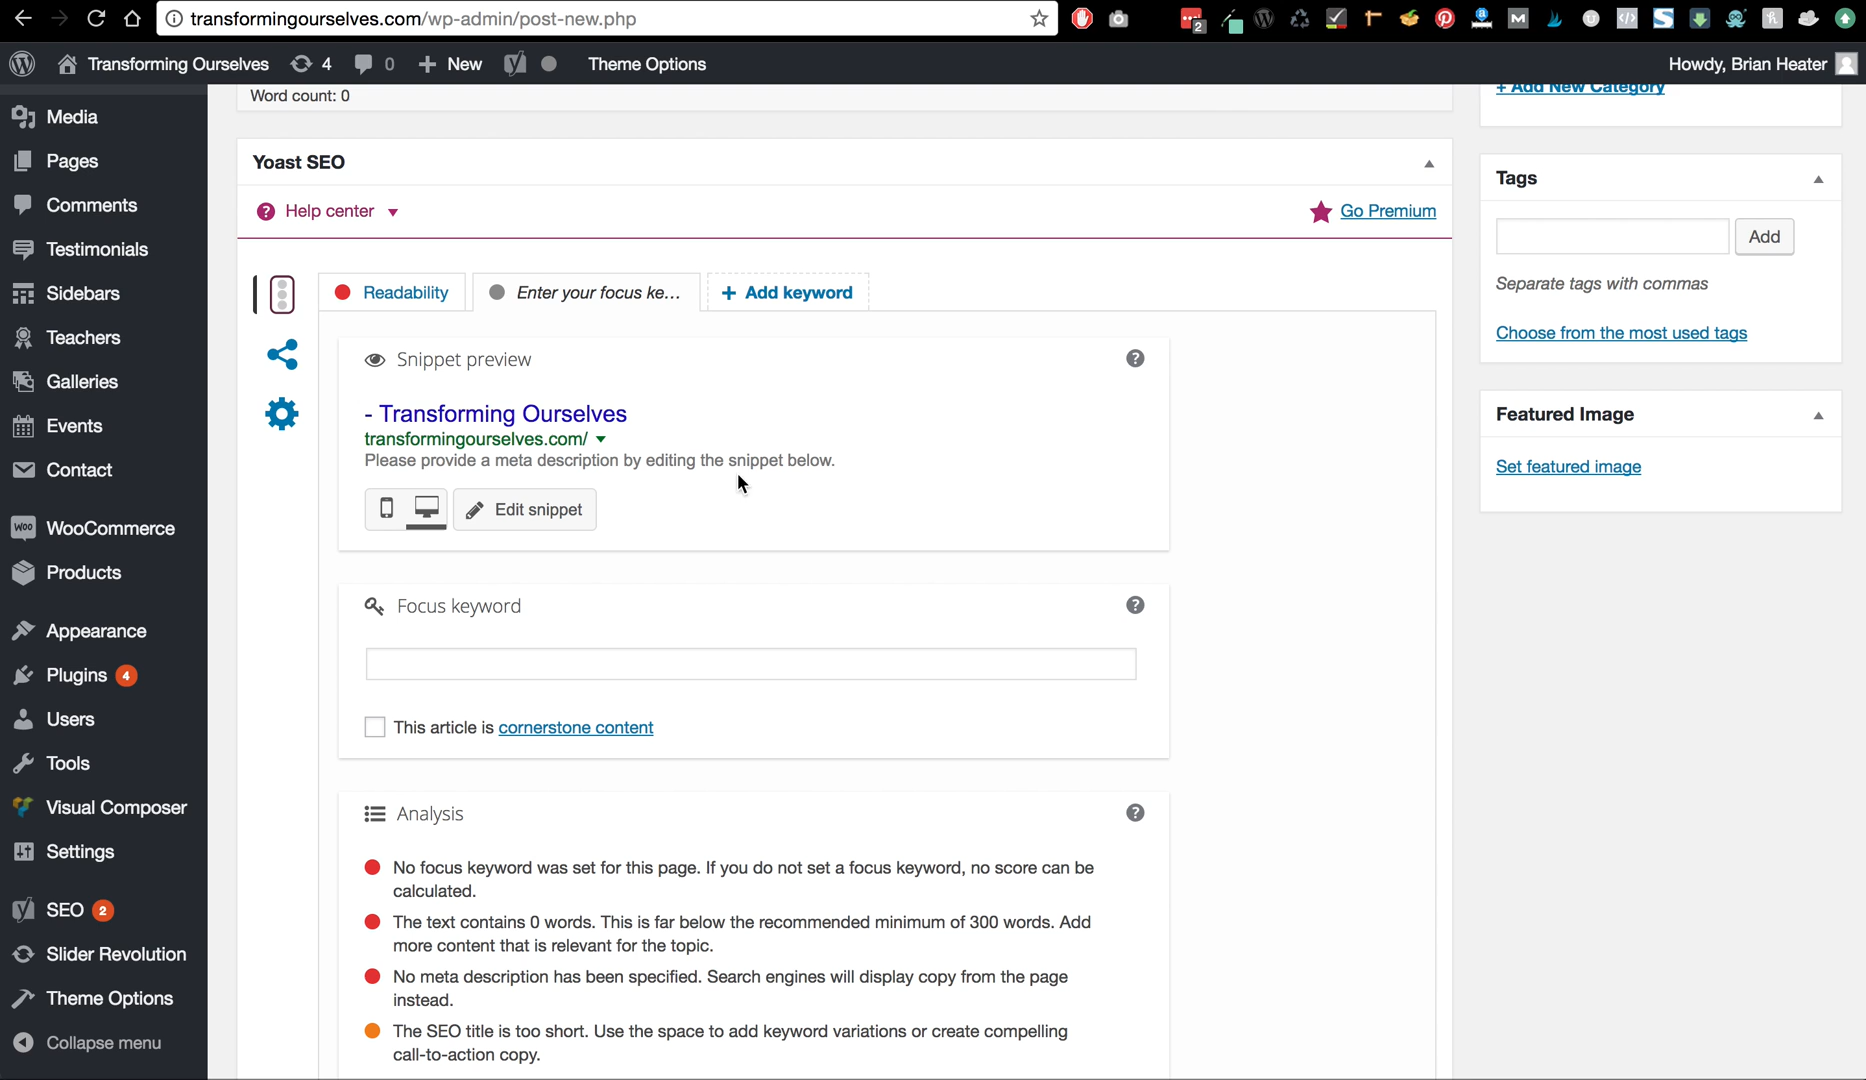 transformingourselves.com/wp-admin/post-new.php
2
Transforming Ourselves
4
0
New
Theme Options
Howdy, Brian Heater
Media
Pages
Comments
Testimonials
Sidebars
Teachers
Galleries
Events
Contact
WooCommerce
Products
Appearance
Plugins 4
Users
Tools
Visual Composer
Settings
SEO 2
Slider Revolution
Theme Options
Collapse menu
Word count: 0
Yoast SEO
Help center
Go Premium
Readability
Enter your focus ke...
Add keyword
Snippet preview
- Transforming Ourselves
transformingourselves.com/
Please provide a meta description by editing the snippet below.
Edit snippet
Focus keyword
This article is cornerstone content
Analysis
No focus keyword was set for this page. If you do not set a focus keyword, no score can be
calculated.
The text contains 0 words. This is far below the recommended minimum of 300 words. Add
more content that is relevant for the topic.
No meta description has been specified. Search engines will display copy from the page
instead.
The SEO title is too short. Use the space to add keyword variations or create compelling
call-to-action copy.
+ Add New Category
Tags
Add
Separate tags with commas
Choose from the most used tags
Featured Image
Set featured image